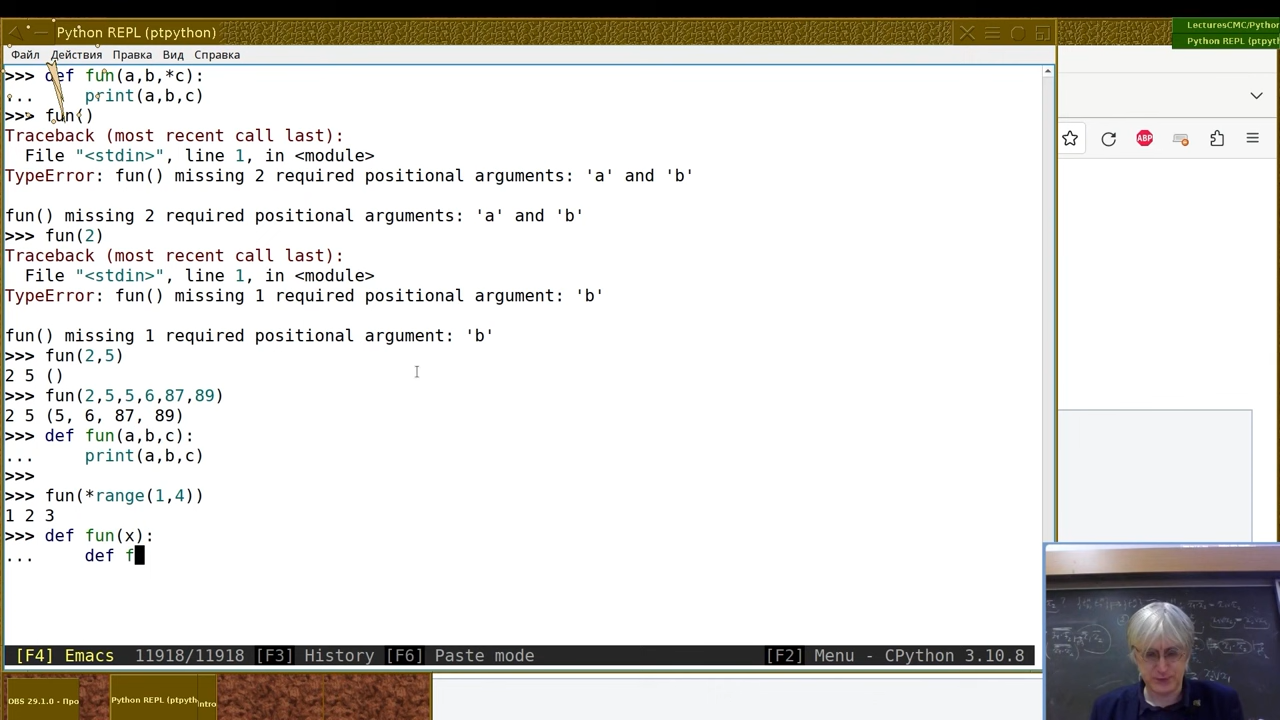 Python REPL (ptpython)
LecturesCMC/Python
Python REPL (ptpyth
Файл Действия Правка Вид Справка
>>> def fun(a,b,*c):
... print(a,b,c)
>>> fun()
Traceback (most recent call last):
File "<stdin>", line 1, in <module>
TypeError: fun() missing 2 required positional arguments: 'a' and 'b'
fun() missing 2 required positional arguments: 'a' and 'b'
>>> fun(2)
Traceback (most recent call last):
File "<stdin>", line 1, in <module>
TypeError: fun() missing 1 required positional argument: 'b'
fun() missing 1 required positional argument: 'b'
>>> fun(2,5)
2 5 ()
>>> fun(2,5,5,6,87,89)
2 5 (5, 6, 87, 89)
>>> def fun(a,b,c):
... print(a,b,c)
>>>
>>> fun(*range(1,4))
1 2 3
>>> def fun(x):
... def f
[F4] Emacs 11918/11918 [F3] History [F6] Paste mode [F2] Menu - CPython 3.10.8
ABP
OBS 29.1.0 - Про
Python REPL (ptpyth